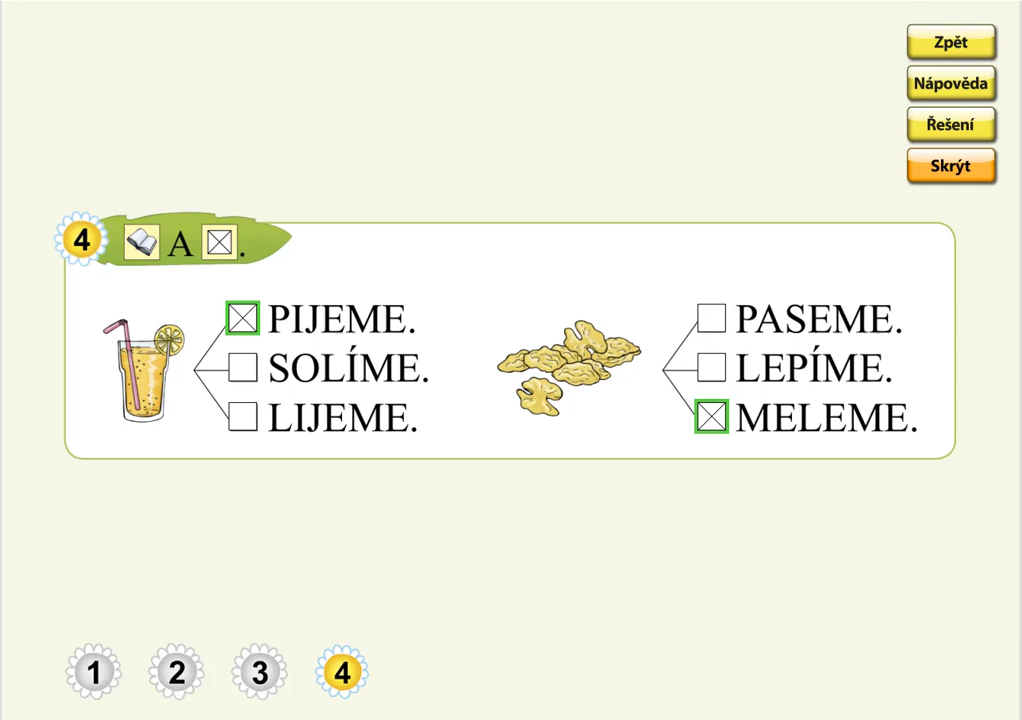 Zpět
Nápověda
Řešení
Skrýt
4 A .
PIJEME.
SOLÍME.
LIJEME.
PASEME.
LEPÍME.
MELEME.
1 2 3 4